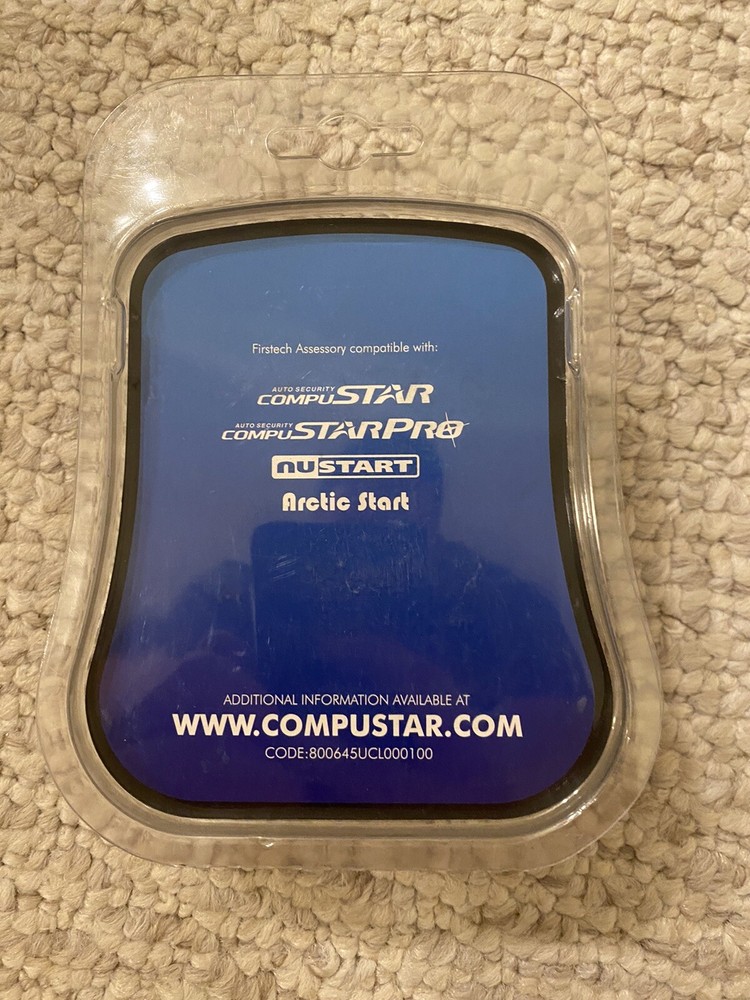 Firstech Assessory compatible with:
AUTO SECURITY
COMPUSTAR
AUTO SECURITY
COMPUSTARPRO
nuSTART
Arctic Start
ADDITIONAL INFORMATION AVAILABLE AT
WWW.COMPUSTAR.COM
CODE:800645UCL000100